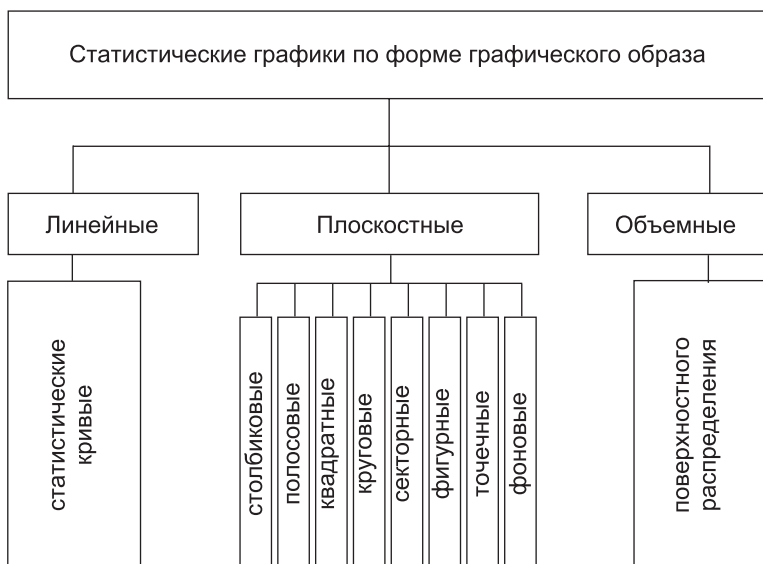 Статистические графики по форме графического образа
Линейные
Плоскостные
Объемные
статистические
кривые
столбиковые
полосовые
квадратные
круговые
секторные
фигурные
точечные
фоновые
поверхностного
распределения